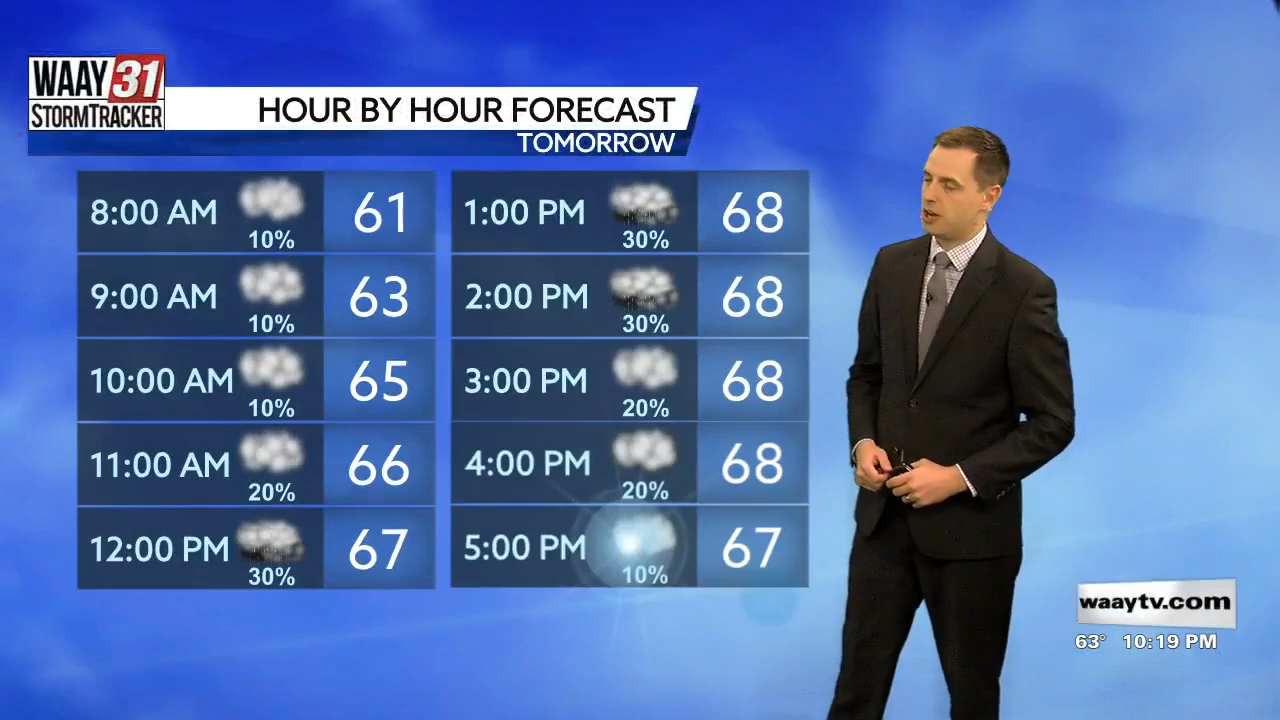 WAAY 31
STORMTRACKER
HOUR BY HOUR FORECAST
TOMORROW
8:00 AM 10% 61
9:00 AM 10% 63
10:00 AM 10% 65
11:00 AM 20% 66
12:00 PM 30% 67
1:00 PM 30% 68
2:00 PM 30% 68
3:00 PM 20% 68
4:00 PM 20% 68
5:00 PM 10% 67
waaytv.com
63° 10:19 PM